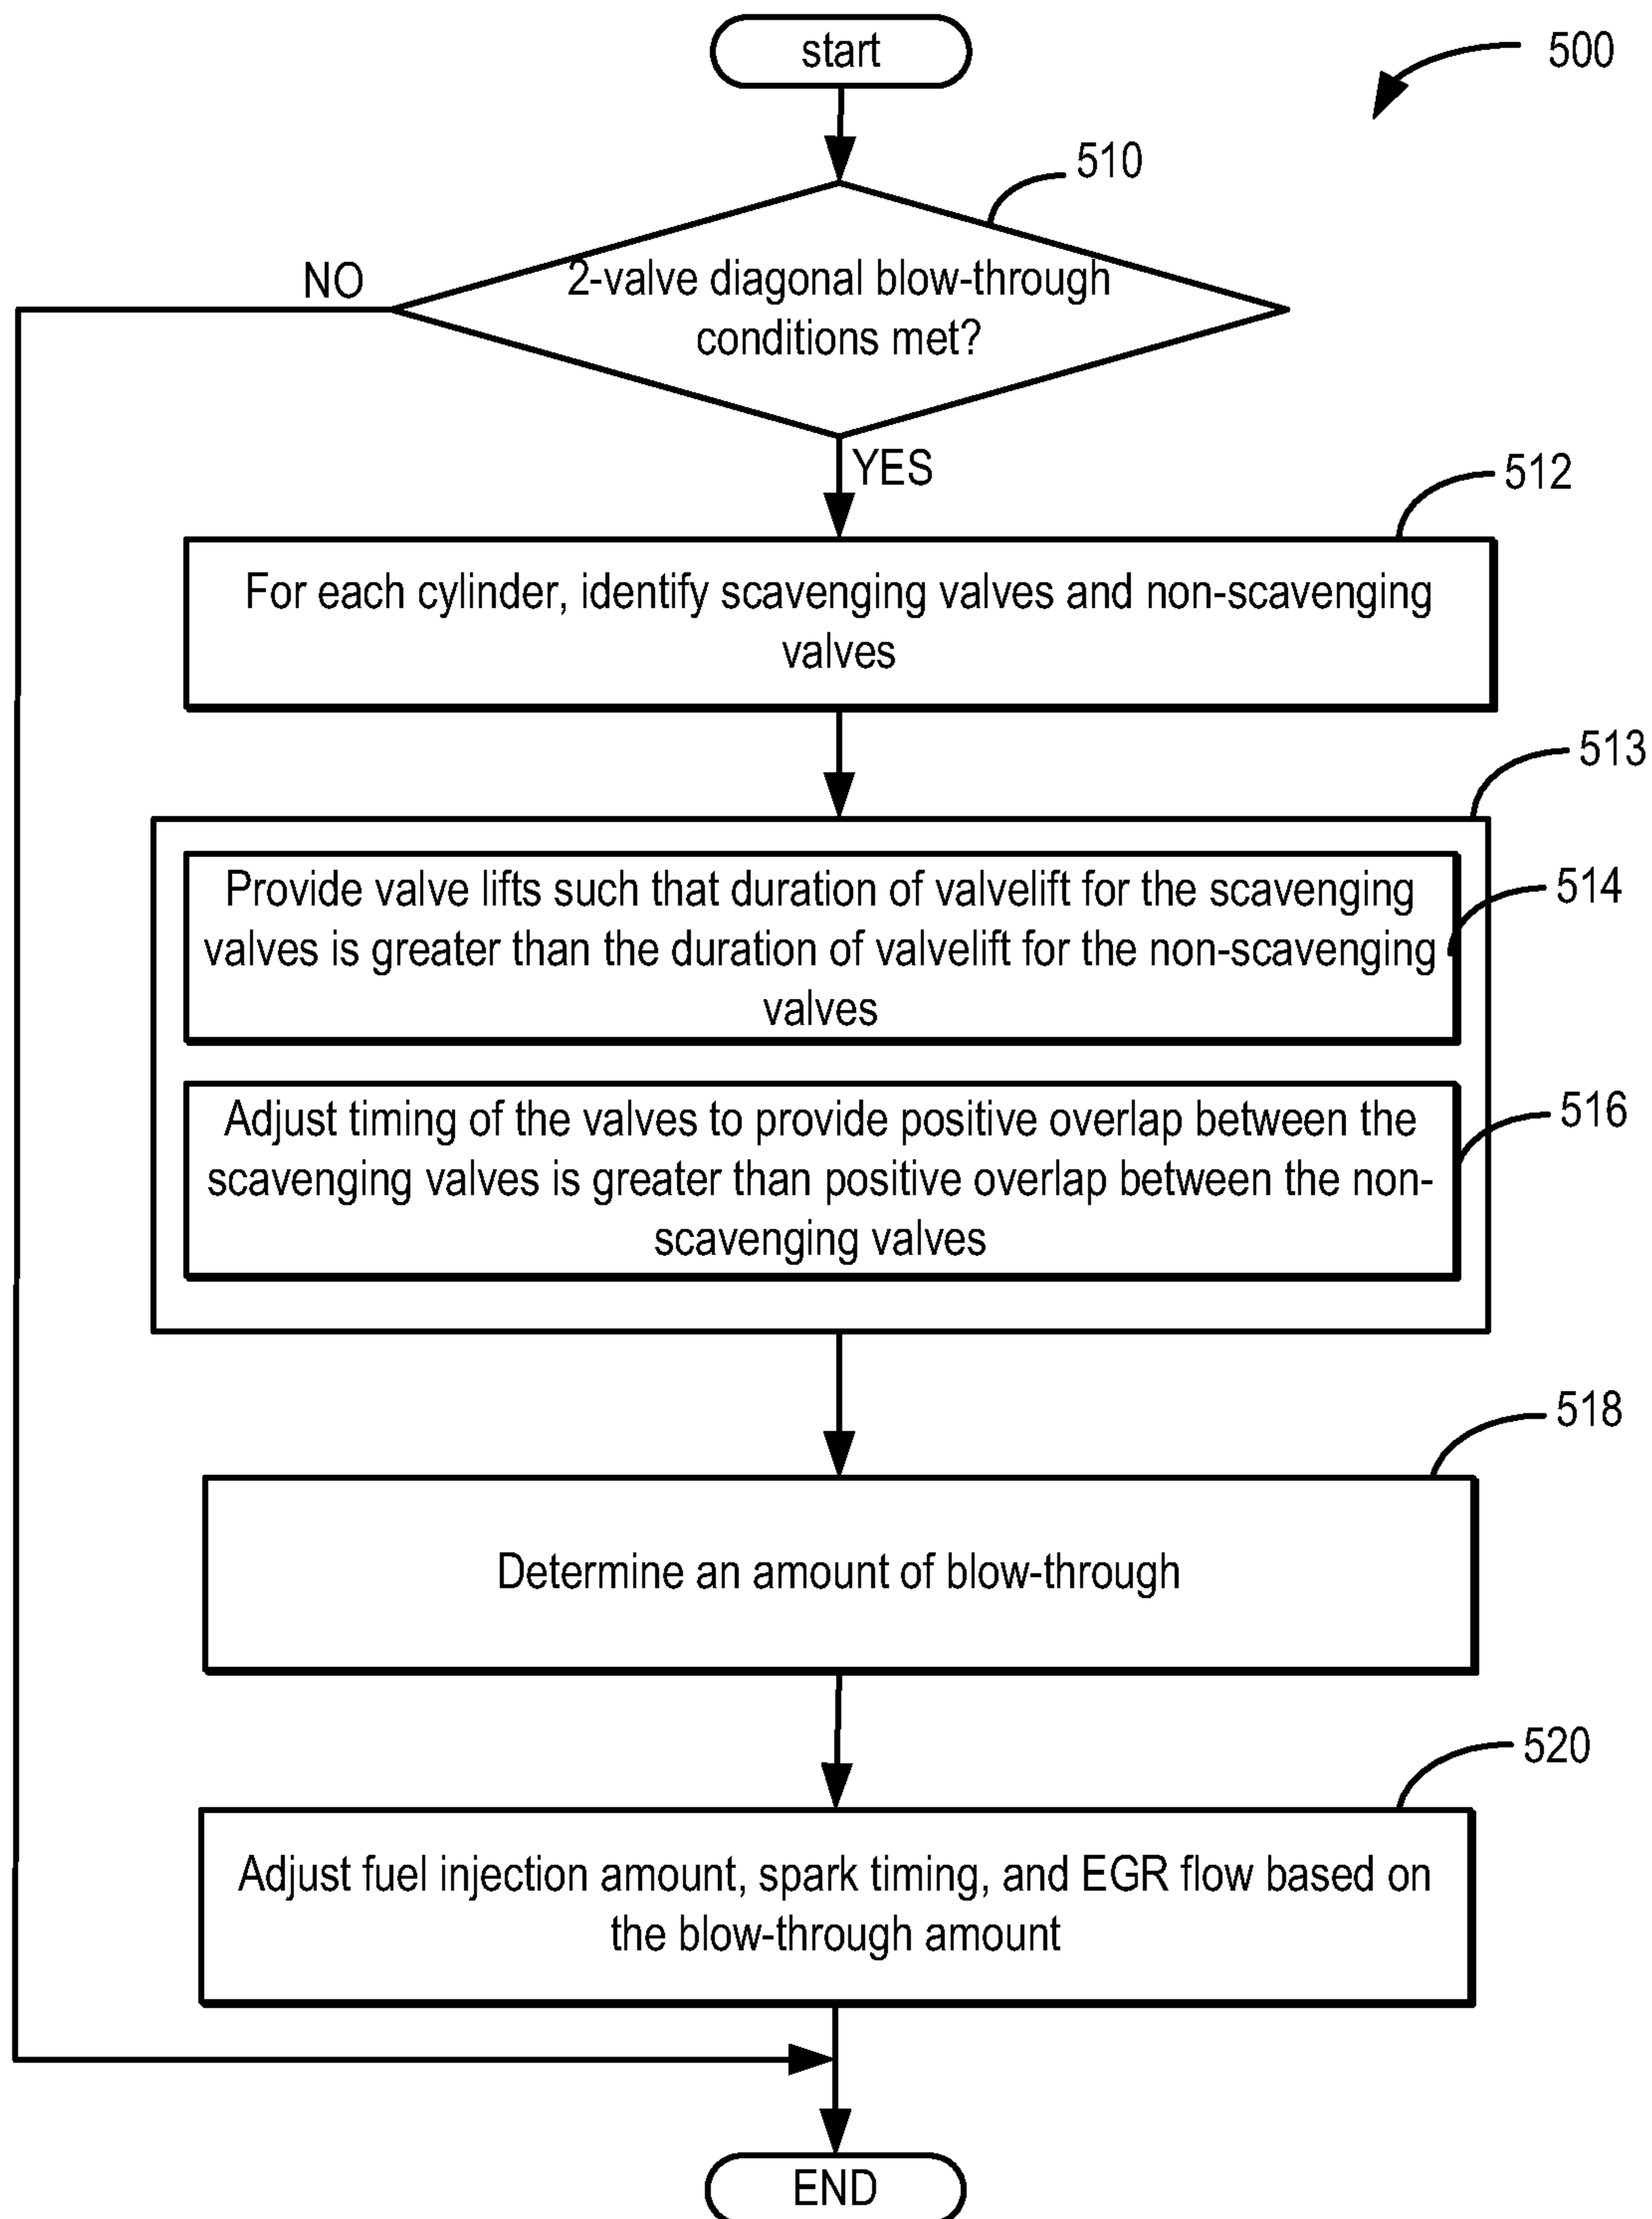 start
500
510
NO
2-valve diagonal blow-through
conditions met?
YES
512
For each cylinder, identify scavenging valves and non-scavenging
valves
513
Provide valve lifts such that duration of valvelift for the scavenging
514
valves is greater than the duration of valvelift for the non-scavenging
valves
Adjust timing of the valves to provide positive overlap between the
516
scavenging valves is greater than positive overlap between the non-
scavenging valves
518
Determine an amount of blow-through
520
Adjust fuel injection amount, spark timing, and EGR flow based on
the blow-through amount
END